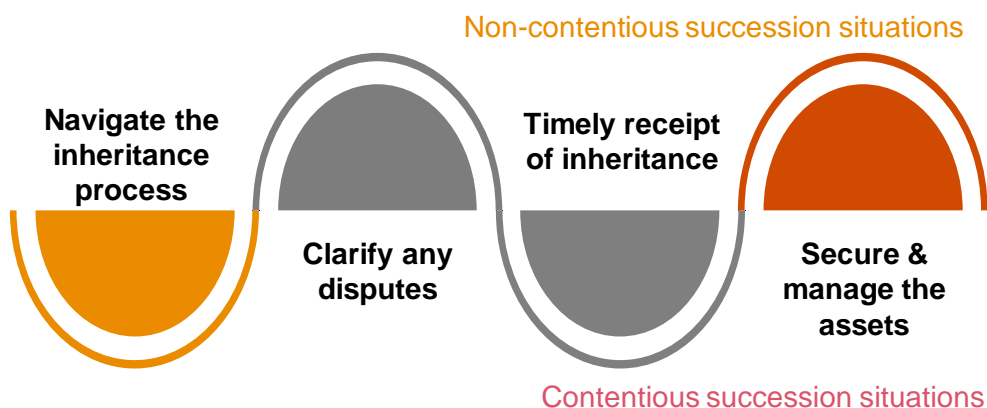 Non-contentious succession situations
Navigate the
inheritance
process
Clarify any
disputes
Timely receipt
of inheritance
Secure &
manage the
assets
Contentious succession situations